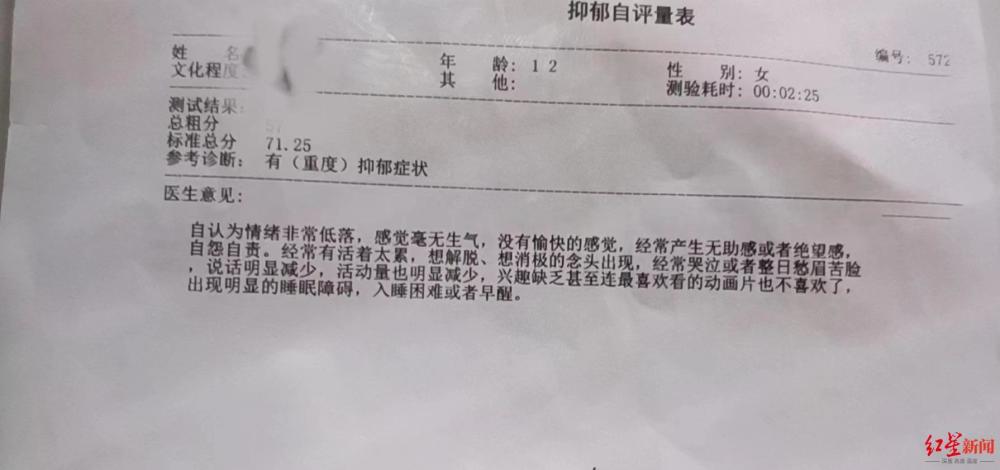 抑郁自评量表
编号: 572
姓 名 年 龄: 12 性 别: 女
文化程度: 其 他: 测验耗时: 00:02:25
测试结果:
总粗分 57
标准总分 71.25
参考诊断: 有（重度）抑郁症状
医生意见:
自认为情绪非常低落，感觉毫无生气，没有愉快的感觉，经常产生无助感或者绝望感，
自怨自责。经常有活着太累，想解脱、想消极的念头出现，经常哭泣或者整日愁眉苦脸
，说话明显减少，活动量也明显减少，兴趣缺乏甚至连最喜欢看的动画片也不喜欢了，
出现明显的睡眠障碍，入睡困难或者早醒。
红星新闻